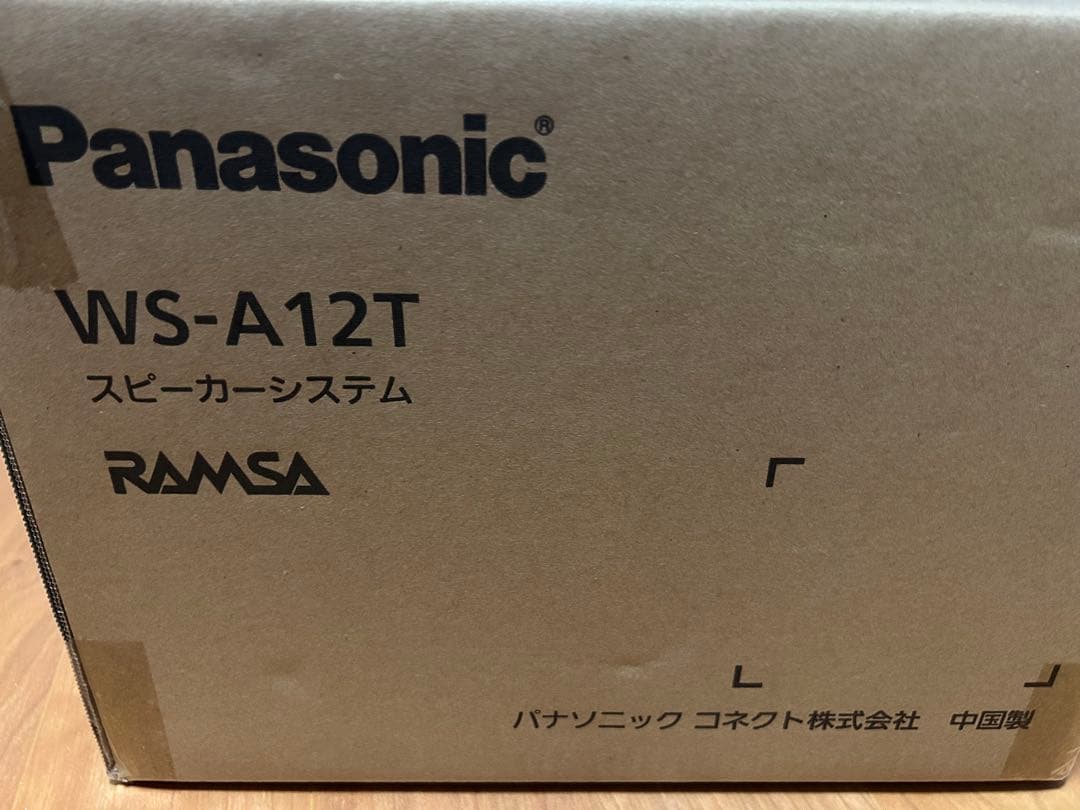 Panasonic®
WS-A12T
スピーカーシステム
RAMSA
パナソニック コネクト株式会社　中国製